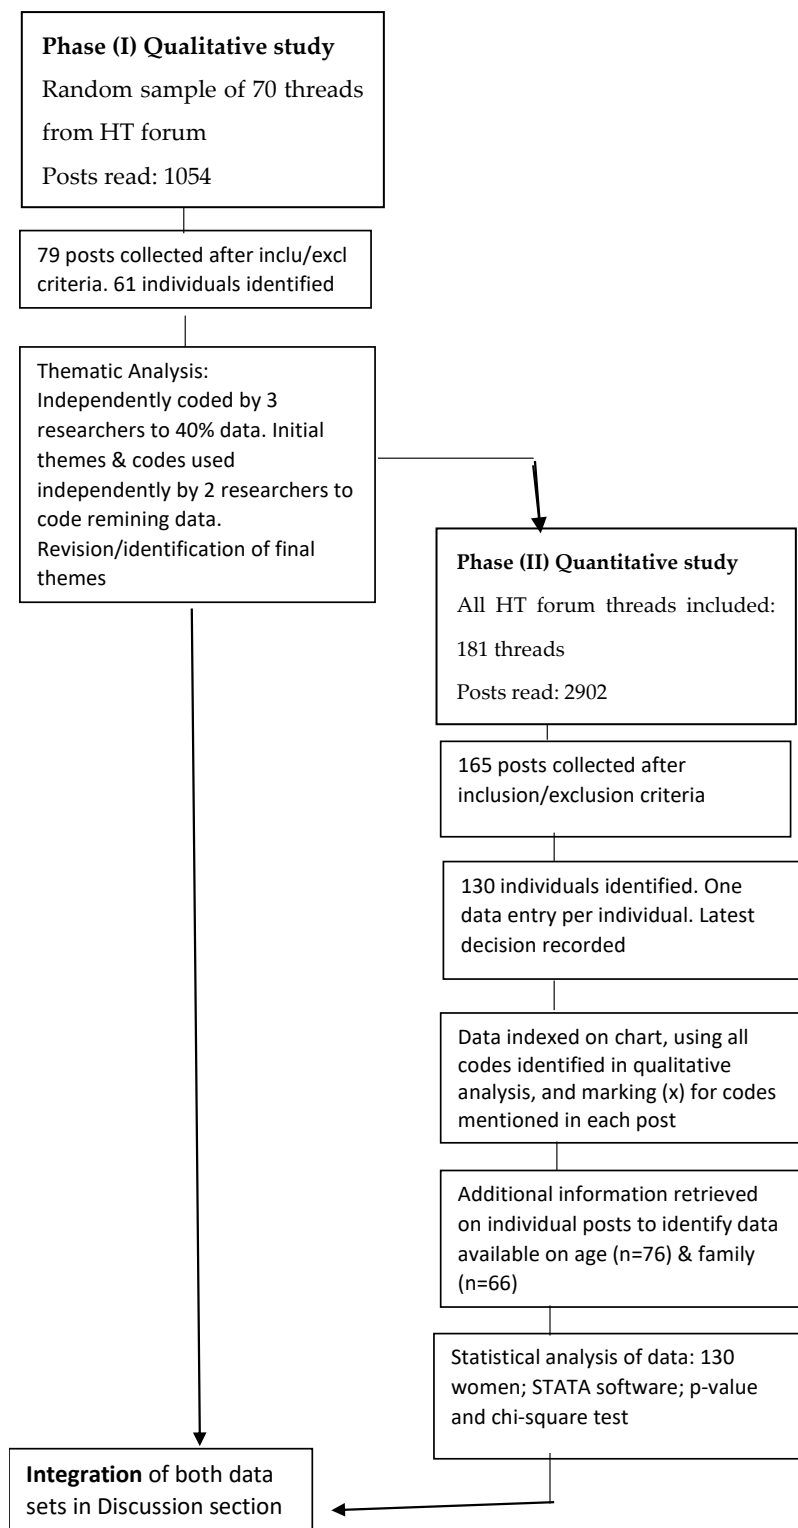 Phase (I) Qualitative study
Random sample of 70 threads
from HT forum
Posts read: 1054
79 posts collected after inclu/excl
criteria. 61 individuals identified
Thematic Analysis:
Independently coded by 3
researchers to 40% data. Initial
themes & codes used
independently by 2 researchers to
code remining data.
Revision/identification of final
themes
Phase (II) Quantitative study
All HT forum threads included:
181 threads
Posts read: 2902
165 posts collected after
inclusion/exclusion criteria
130 individuals identified. One
data entry per individual. Latest
decision recorded
Data indexed on chart, using all
codes identified in qualitative
analysis, and marking (x) for codes
mentioned in each post
Additional information retrieved
on individual posts to identify data
available on age (n=76) & family
(n=66)
Statistical analysis of data: 130
women; STATA software; p-value
and chi-square test
Integration of both data
sets in Discussion section